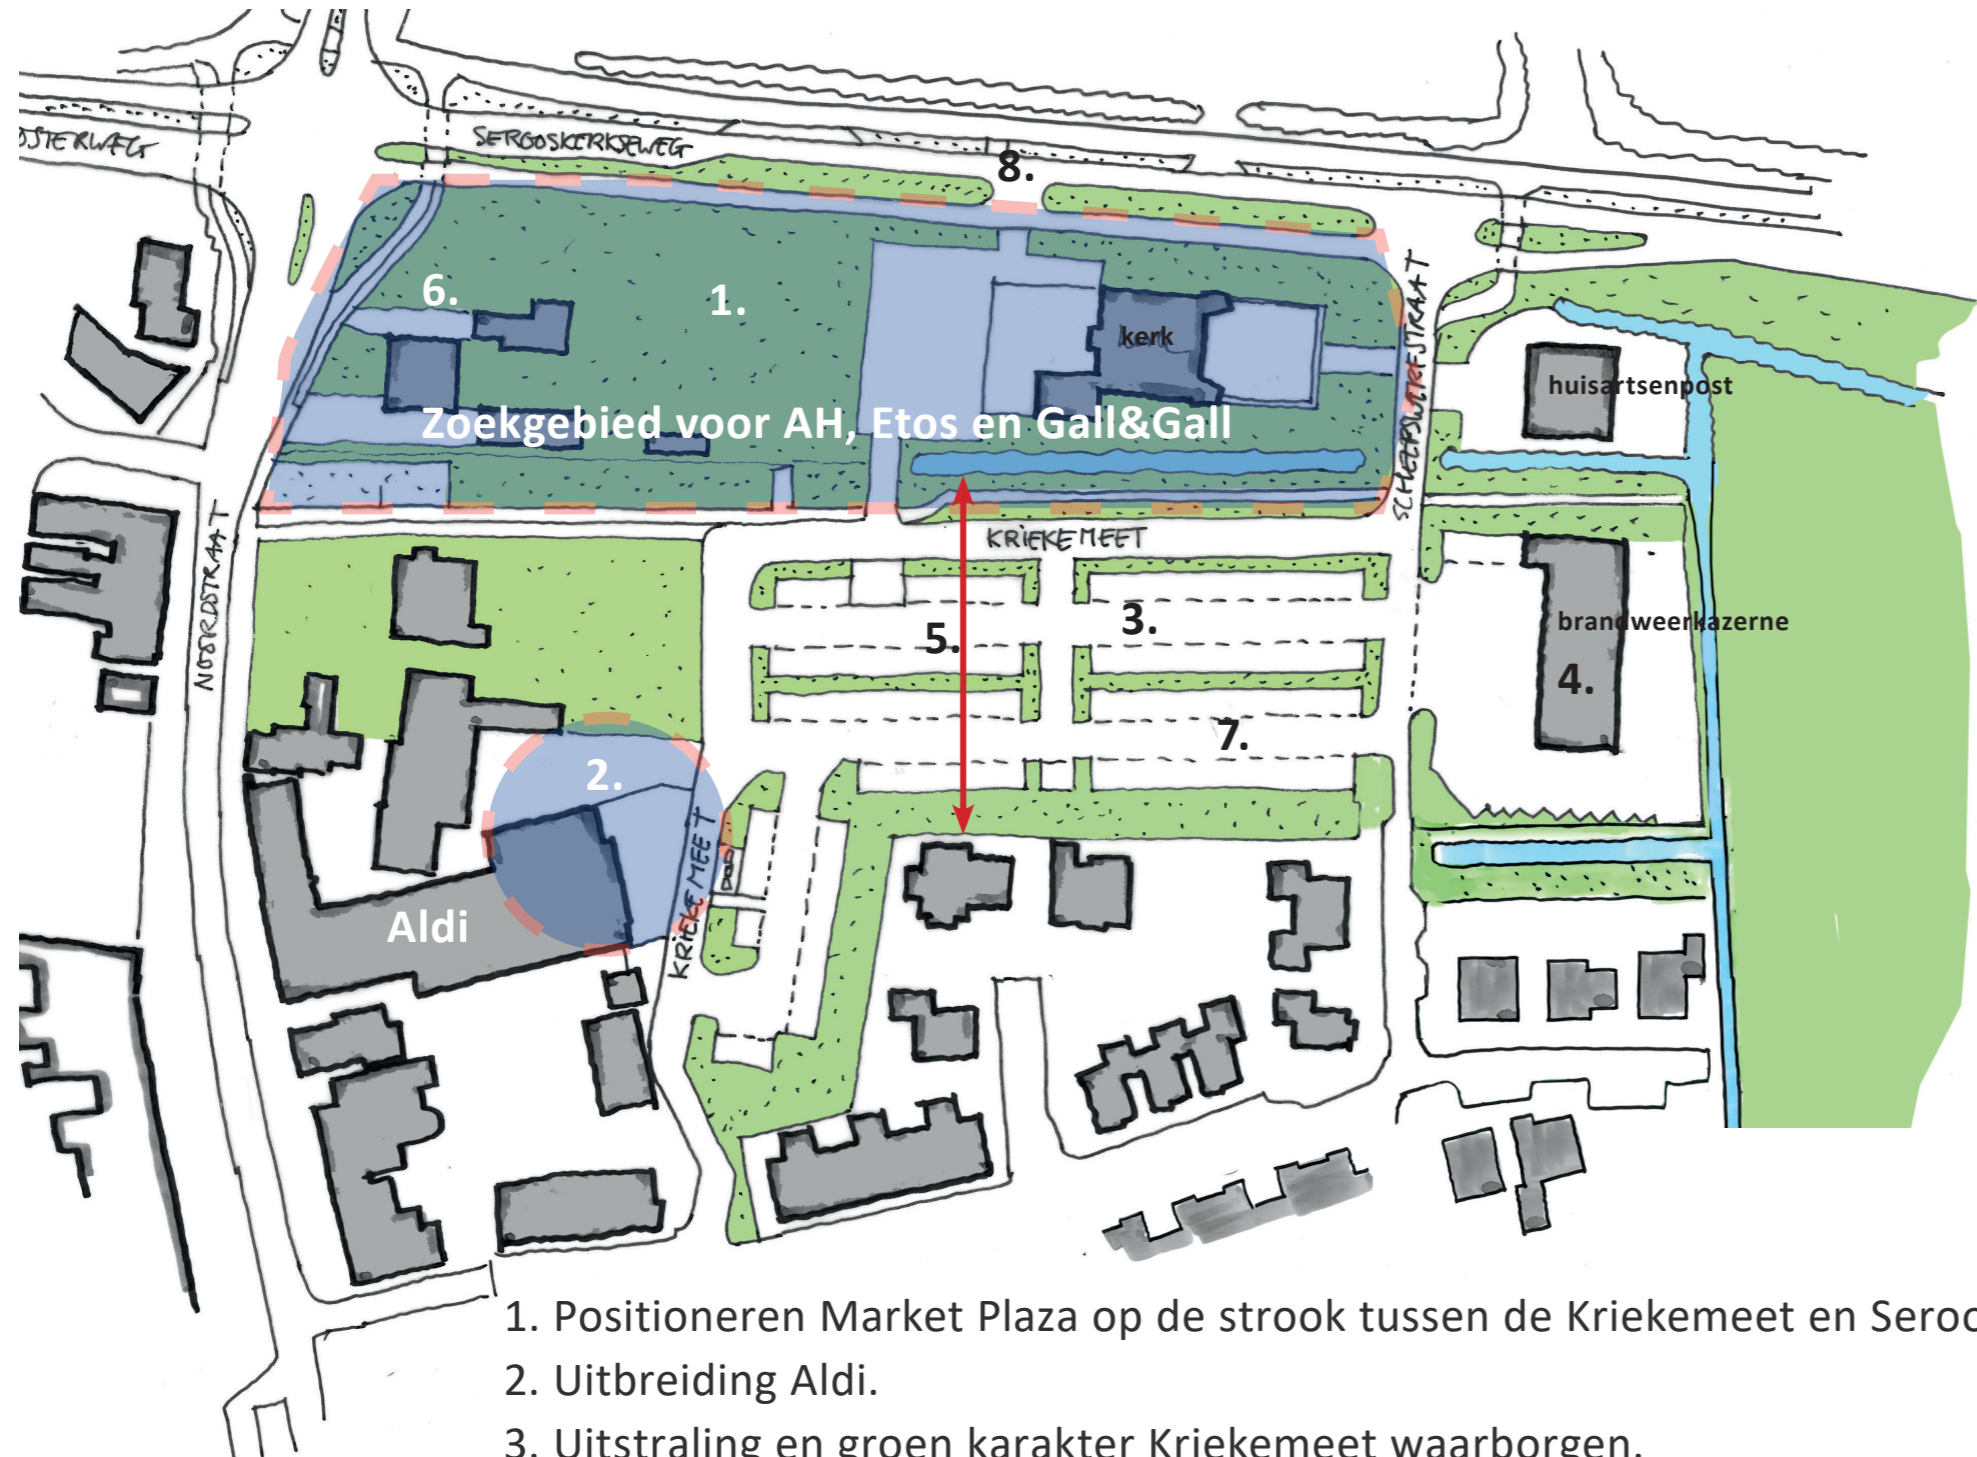 OSTERWEG
SEROOSKERKSEWEG
8.
6.
1.
kerk
SCHELPSWERFSTRAAT
huisartsenpost
Zoekgebied voor AH, Etos en Gall&Gall
KRIEKEMEET
NOORDSTRAAT
3.
5.
brandweerkazerne
4.
7.
2.
KRIEKEMEET
Aldi
1. Positioneren Market Plaza op de strook tussen de Kriekemeet en Seroo
2. Uitbreiding Aldi.
3. Uitstraling en groen karakter Kriekemeet waarborgen.